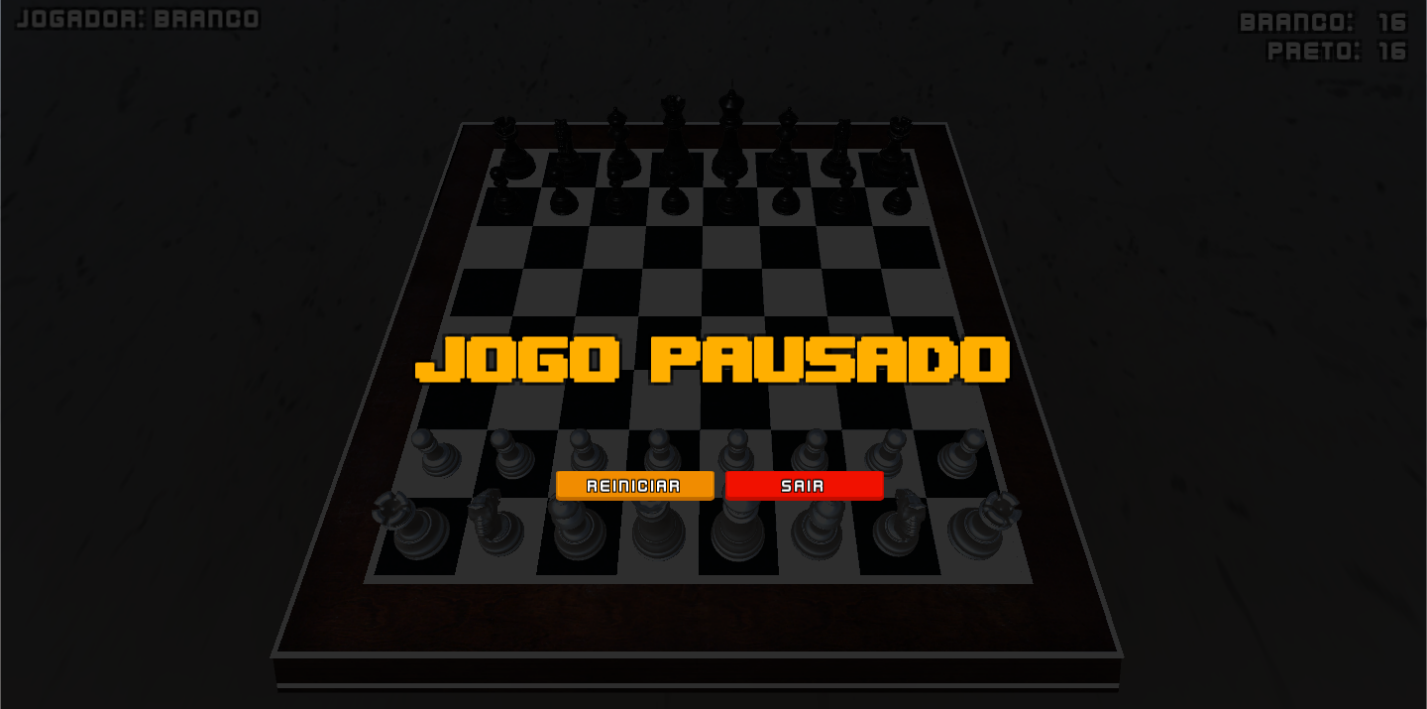 JOGADOR: BRANCO
BRANCO: 16
PRETO: 16
JOGO PAUSADO
REINICIAR
SAIR